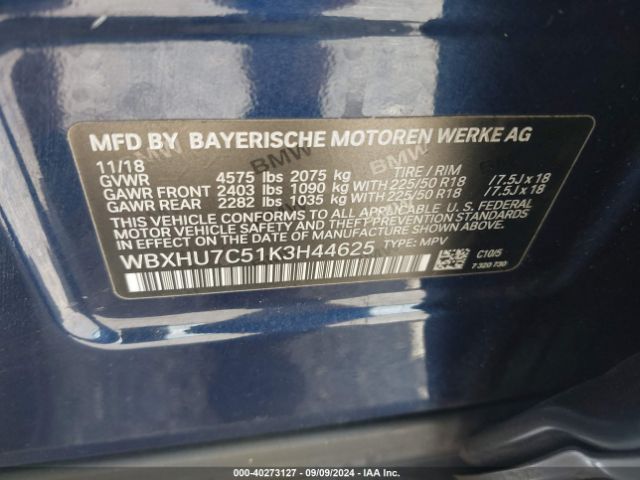 MFD BY BAYERISCHE MOTOREN WERKE AG
11/18
GVWR 4575 lbs 2075 kg TIRE / RIM
GAWR FRONT 2403 lbs 1090 kg WITH 225/50 R18 /7.5J x 18
GAWR REAR 2282 lbs 1035 kg WITH 225/50 R18 /7.5J x 18
THIS VEHICLE CONFORMS TO ALL APPLICABLE U. S. FEDERAL
MOTOR VEHICLE SAFETY AND THEFT PREVENTION STANDARDS
IN EFFECT ON THE DATE OF MANUFACTURE SHOWN ABOVE.
WBXHU7C51K3H44625 TYPE: MPV
C10/5
7 320 730
000-40273127 - 09/09/2024 - IAA Inc.